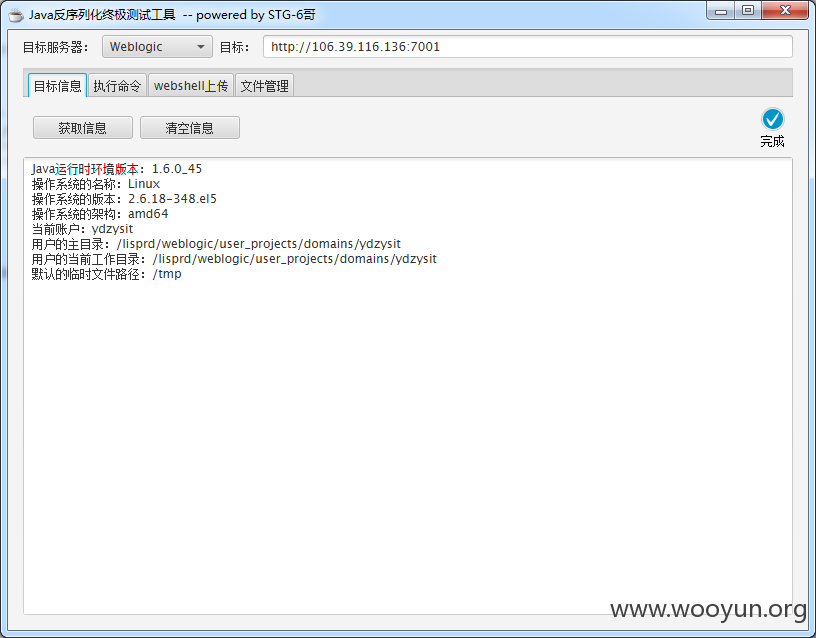 Java反序列化终极测试工具 -- powered by STG-6哥
目标服务器： Weblogic 目标： http://106.39.116.136:7001
目标信息 执行命令 webshell上传 文件管理
获取信息 清空信息
完成
Java运行时环境版本：1.6.0_45
操作系统的名称：Linux
操作系统的版本：2.6.18-348.el5
操作系统的架构：amd64
当前账户：ydzysit
用户的主目录：/lisprd/weblogic/user_projects/domains/ydzysit
用户的当前工作目录：/lisprd/weblogic/user_projects/domains/ydzysit
默认的临时文件路径：/tmp
www.wooyun.org